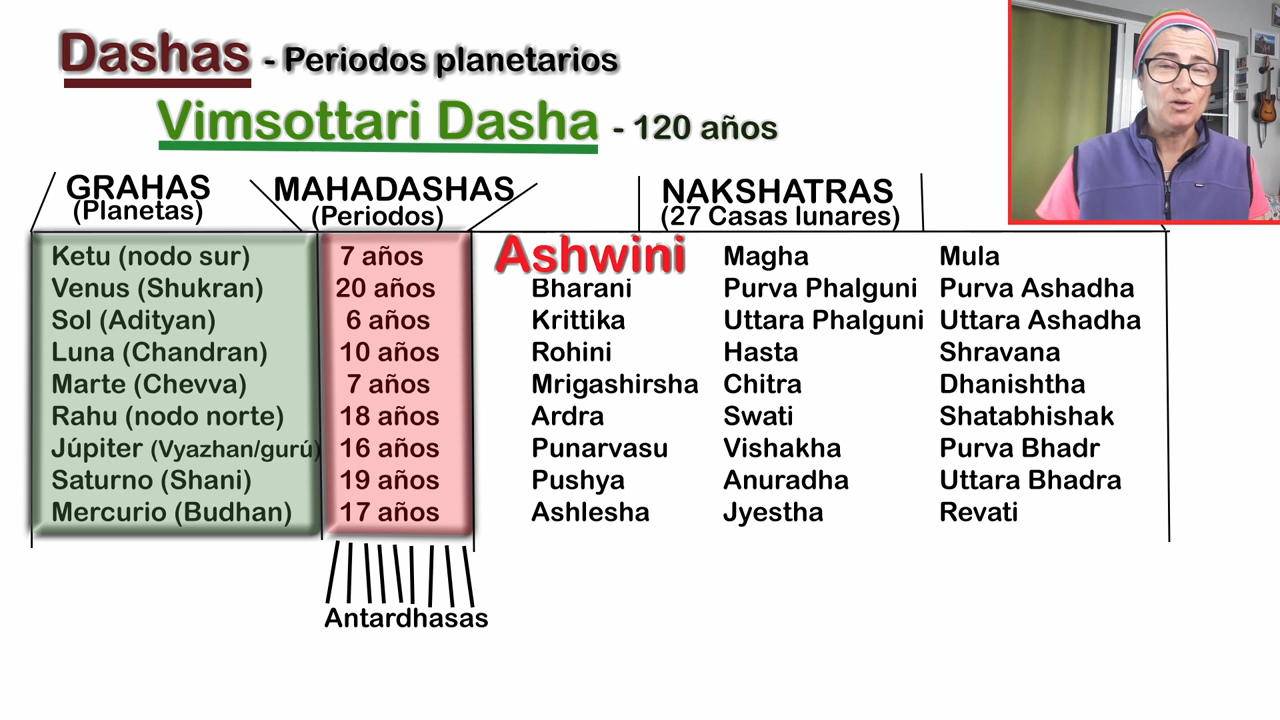 Dashas - Periodos planetarios
Vimsottari Dasha - 120 años
GRAHAS MAHADASHAS NAKSHATRAS
(Planetas) (Periodos) (27 Casas lunares)
Ketu (nodo sur) 7 años Ashwini Magha Mula
Venus (Shukran) 20 años Bharani Purva Phalguni Purva Ashadha
Sol (Adityan) 6 años Krittika Uttara Phalguni Uttara Ashadha
Luna (Chandran) 10 años Rohini Hasta Shravana
Marte (Chevva) 7 años Mrigashirsha Chitra Dhanishtha
Rahu (nodo norte) 18 años Ardra Swati Shatabhishak
Júpiter (Vyazhan/gurú) 16 años Punarvasu Vishakha Purva Bhadr
Saturno (Shani) 19 años Pushya Anuradha Uttara Bhadra
Mercurio (Budhan) 17 años Ashlesha Jyestha Revati
Antardhasas